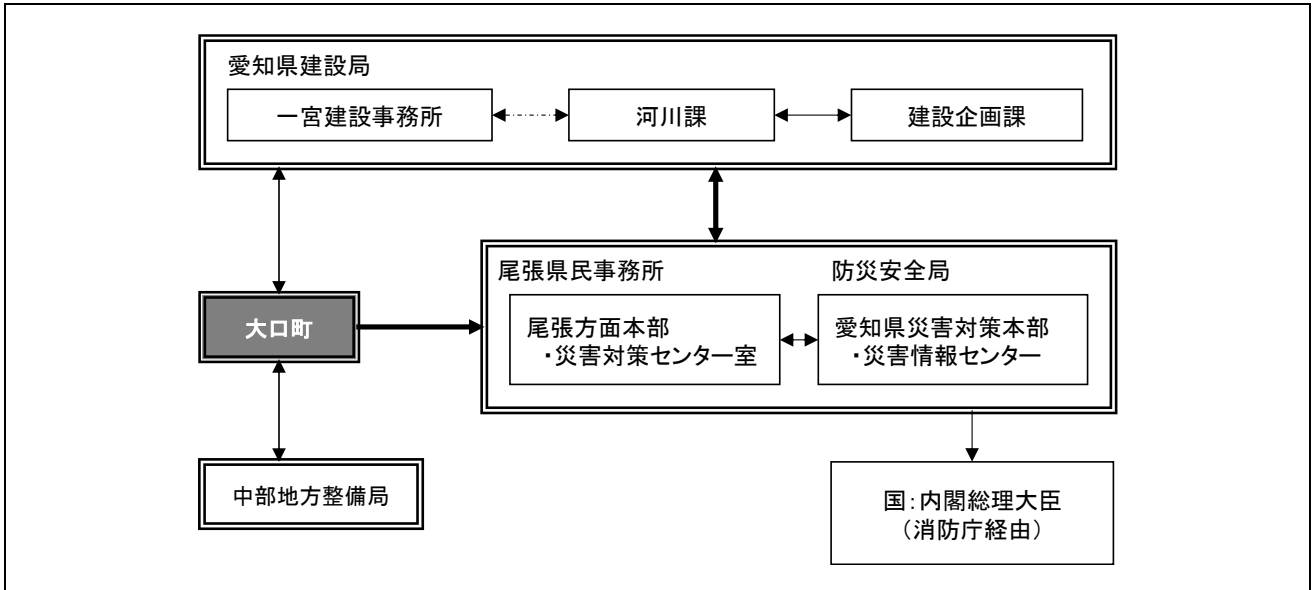 愛知県建設局
一宮建設事務所
河川課
建設企画課
尾張県民事務所
防災安全局
大口町
尾張方面本部
・災害対策センター室
愛知県災害対策本部
・災害情報センター
中部地方整備局
国:内閣総理大臣
(消防庁経由)